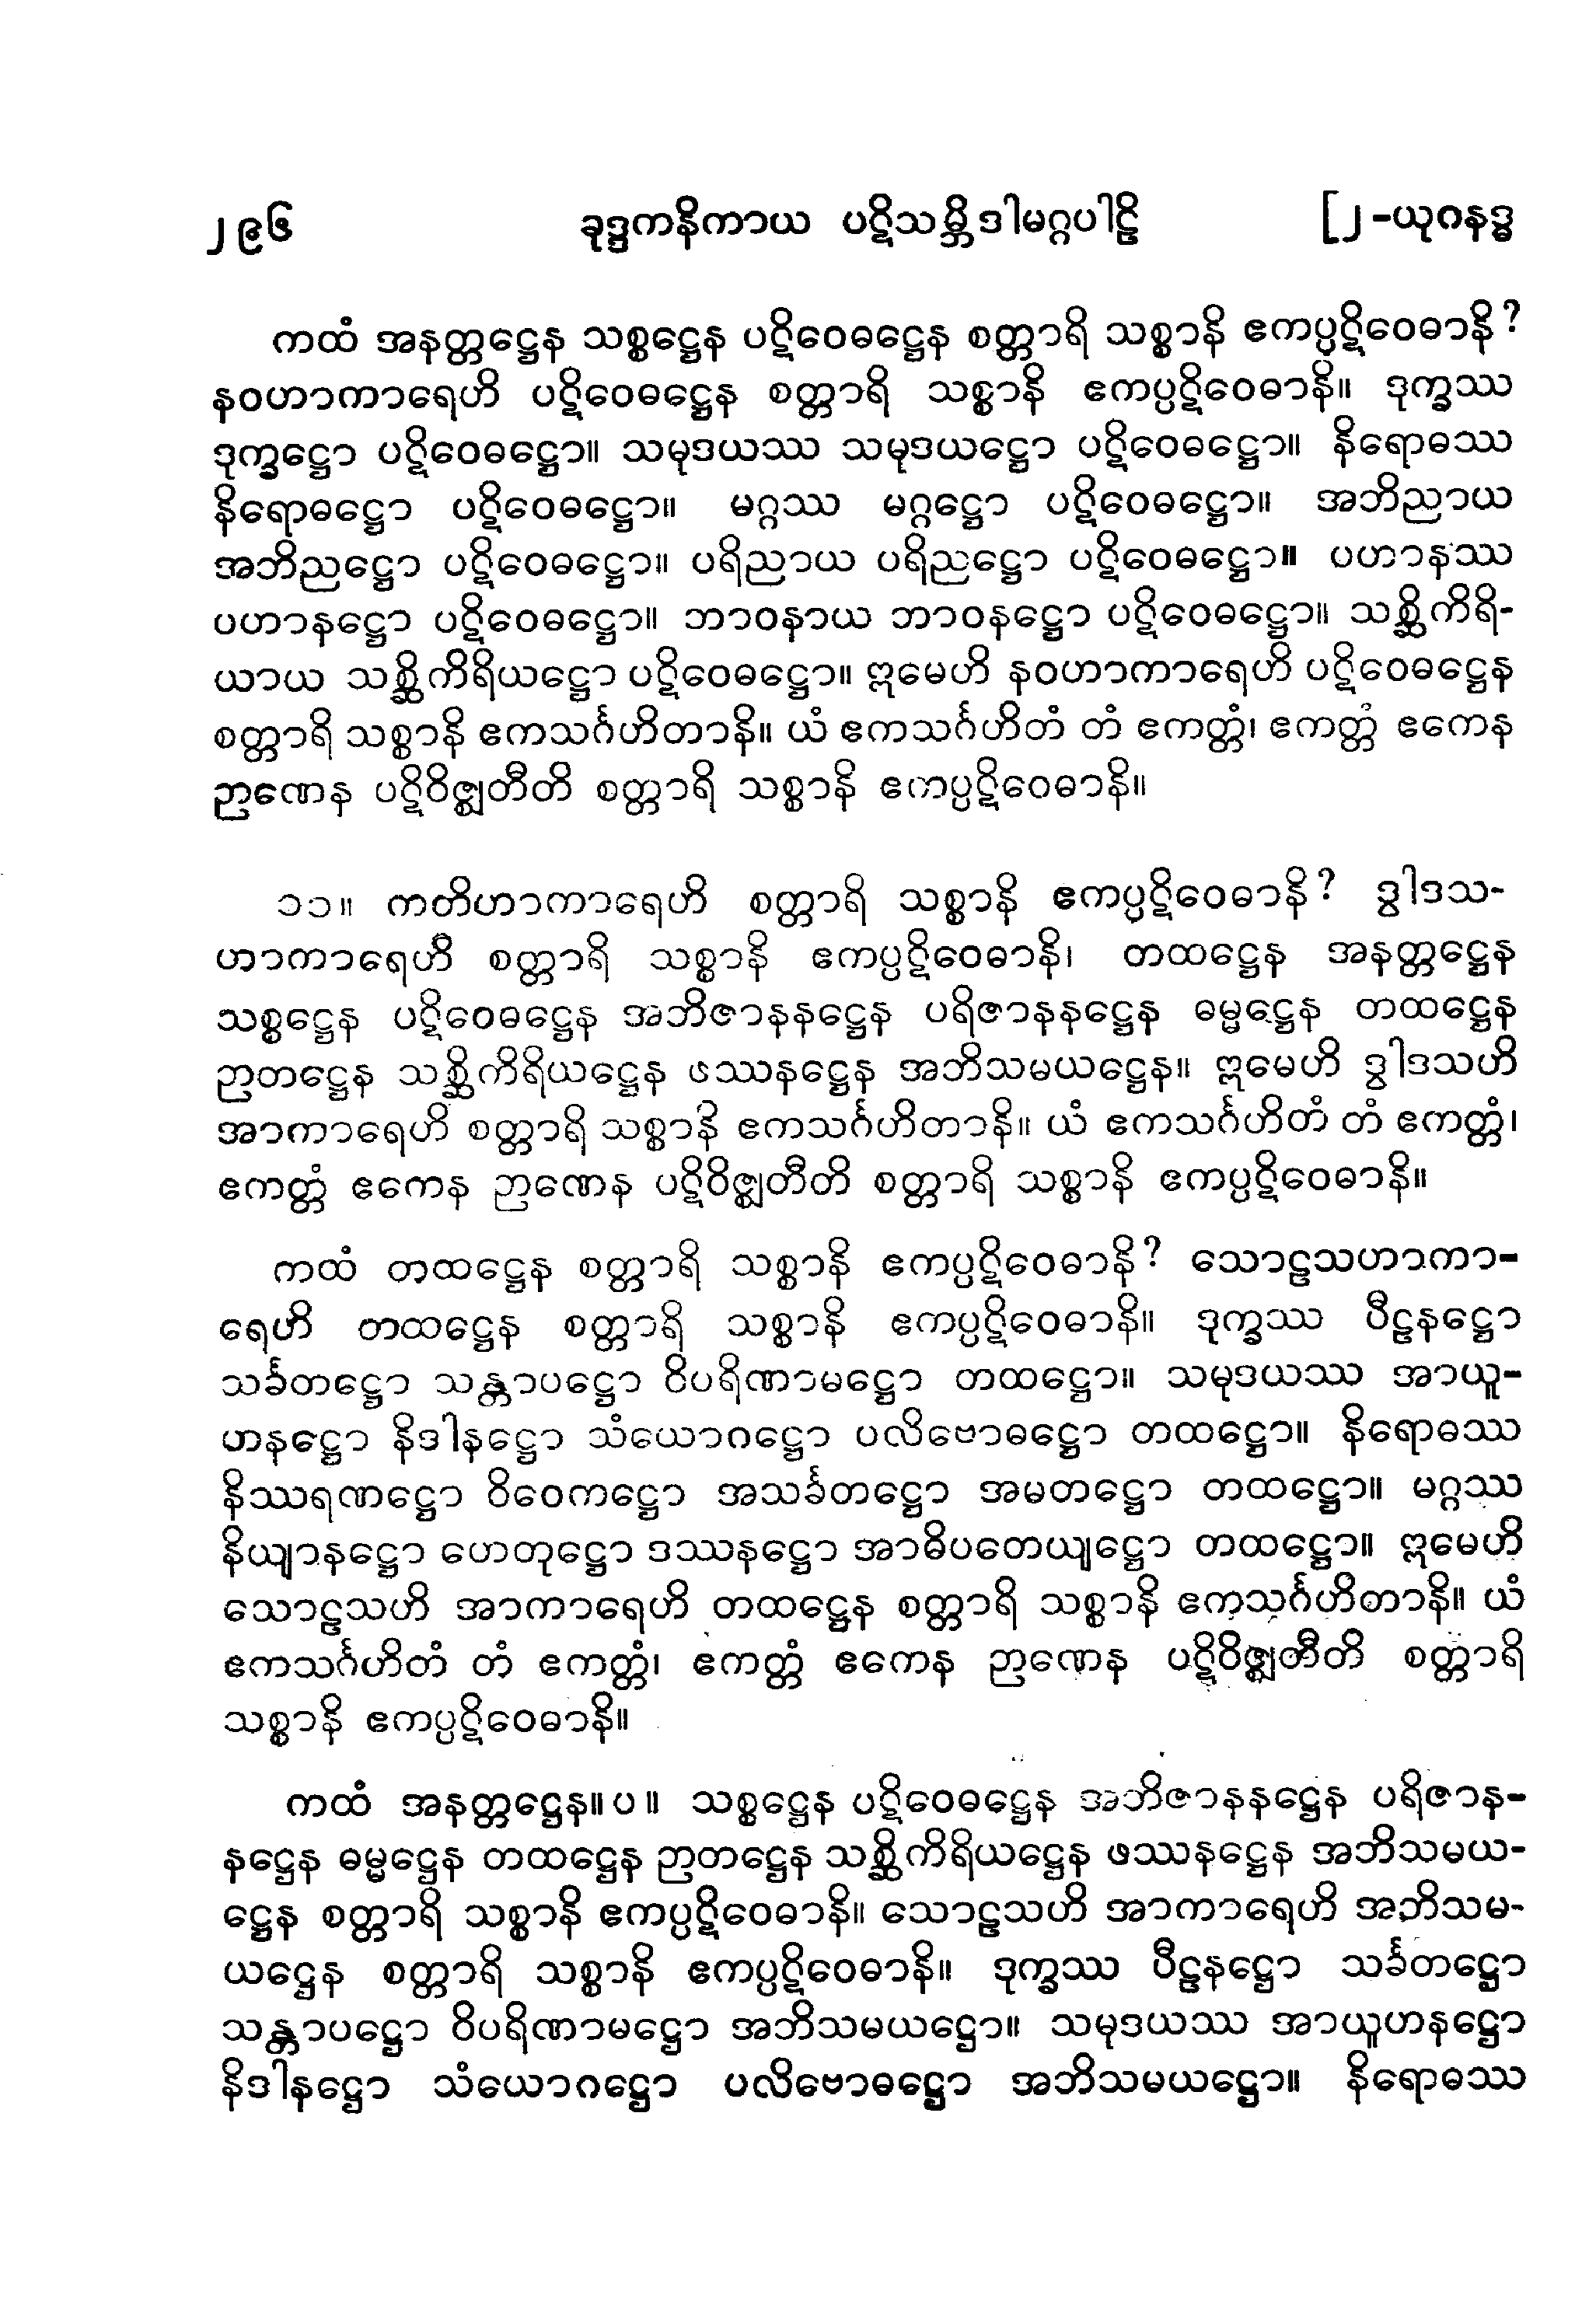 ၂၉၆ ခုဒ္ဒကနိကာယ ပဋိသမ္ဘိဒါမဂ္ဂပါဠိ [၂-ယုဂနဒ္ဓ
ကထံ အနတ္တဋ္ဌေန သစ္စဋ္ဌေန ပဋိဝေဓဋ္ဌေန စတ္တာရိ သစ္စာနိ ဧကပ္ပဋိဝေဓာနိ?
နဝဟာကာရေဟိ ပဋိဝေဓဋ္ဌေန စတ္တာရိ သစ္စာနိ ဧကပ္ပဋိဝေဓာနိ။ ဒုက္ခဿ
ဒုက္ခဋ္ဌော ပဋိဝေဓဋ္ဌော။ သမုဒယဿ သမုဒယဋ္ဌော ပဋိဝေဓဋ္ဌော။ နိရောဓဿ
နိရောဓဋ္ဌော ပဋိဝေဓဋ္ဌော။ မဂ္ဂဿ မဂ္ဂဋ္ဌော ပဋိဝေဓဋ္ဌော။ အဘိညာယ
အဘိညဋ္ဌော ပဋိဝေဓဋ္ဌော။ ပရိညာယ ပရိညဋ္ဌော ပဋိဝေဓဋ္ဌော။ ပဟာနဿ
ပဟာနဋ္ဌော ပဋိဝေဓဋ္ဌော။ ဘာဝနာယ ဘာဝနဋ္ဌော ပဋိဝေဓဋ္ဌော။ သစ္ဆိကိရိ-
ယာယ သစ္ဆိကိရိယဋ္ဌော ပဋိဝေဓဋ္ဌော။ ဣမေဟိ နဝဟာကာရေဟိ ပဋိဝေဓဋ္ဌေန
စတ္တာရိ သစ္စာနိ ဧကသင်္ဂဟိတာနိ။ ယံ ဧကသင်္ဂဟိတံ တံ ဧကတ္တံ၊ ဧကတ္တံ ဧကေန
ဉာဏေန ပဋိဝိဇ္ဈတီတိ စတ္တာရိ သစ္စာနိ ဧကပ္ပဋိဝေဓာနိ။
၁၁။ ကတိဟာကာရေဟိ စတ္တာရိ သစ္စာနိ ဧကပ္ပဋိဝေဓာနိ? ဒွါဒသ-
ဟာကာရေဟိ စတ္တာရိ သစ္စာနိ ဧကပ္ပဋိဝေဓာနိ၊ တထဋ္ဌေန အနတ္တဋ္ဌေန
သစ္စဋ္ဌေန ပဋိဝေဓဋ္ဌေန အဘိဇာနနဋ္ဌေန ပရိဇာနနဋ္ဌေန ဓမ္မဋ္ဌေန တထဋ္ဌေန
ဉာတဋ္ဌေန သစ္ဆိကိရိယဋ္ဌေန ဖဿနဋ္ဌေန အဘိသမယဋ္ဌေန။ ဣမေဟိ ဒွါဒသဟိ
အာကာရေဟိ စတ္တာရိ သစ္စာနိ ဧကသင်္ဂဟိတာနိ။ ယံ ဧကသင်္ဂဟိတံ တံ ဧကတ္တံ၊
ဧကတ္တံ ဧကေန ဉာဏေန ပဋိဝိဇ္ဈတီတိ စတ္တာရိ သစ္စာနိ ဧကပ္ပဋိဝေဓာနိ။
ကထံ တထဋ္ဌေန စတ္တာရိ သစ္စာနိ ဧကပ္ပဋိဝေဓာနိ? သောဠသဟာကာ-
ရေဟိ တထဋ္ဌေန စတ္တာရိ သစ္စာနိ ဧကပ္ပဋိဝေဓာနိ။ ဒုက္ခဿ ပီဠနဋ္ဌော
သင်္ခတဋ္ဌော သန္တာပဋ္ဌော ဝိပရိဏာမဋ္ဌော တထဋ္ဌော။ သမုဒယဿ အာယူ-
ဟနဋ္ဌော နိဒါနဋ္ဌော သံယောဂဋ္ဌော ပလိဗောဓဋ္ဌော တထဋ္ဌော။ နိရောဓဿ
နိဿရဏဋ္ဌော ဝိဝေကဋ္ဌော အသင်္ခတဋ္ဌော အမတဋ္ဌော တထဋ္ဌော။ မဂ္ဂဿ
နိယျာနဋ္ဌော ဟေတုဋ္ဌော ဒဿနဋ္ဌော အာဓိပတေယျဋ္ဌော တထဋ္ဌော။ ဣမေဟိ
သောဠသဟိ အာကာရေဟိ တထဋ္ဌေန စတ္တာရိ သစ္စာနိ ဧကသင်္ဂဟိတာနိ။ ယံ
ဧကသင်္ဂဟိတံ တံ ဧကတ္တံ၊ ဧကတ္တံ ဧကေန ဉာဏေန ပဋိဝိဇ္ဈတီတိ စတ္တာရိ
သစ္စာနိ ဧကပ္ပဋိဝေဓာနိ။
ကထံ အနတ္တဋ္ဌေန။ပ။ သစ္စဋ္ဌေန ပဋိဝေဓဋ္ဌေန အဘိဇာနနဋ္ဌေန ပရိဇာန-
နဋ္ဌေန ဓမ္မဋ္ဌေန တထဋ္ဌေန ဉာတဋ္ဌေန သစ္ဆိကိရိယဋ္ဌေန ဖဿနဋ္ဌေန အဘိသမယ-
ဋ္ဌေန စတ္တာရိ သစ္စာနိ ဧကပ္ပဋိဝေဓာနိ။ သောဠသဟိ အာကာရေဟိ အဘိသမ-
ယဋ္ဌေန စတ္တာရိ သစ္စာနိ ဧကပ္ပဋိဝေဓာနိ။ ဒုက္ခဿ ပီဠနဋ္ဌော သင်္ခတဋ္ဌော
သန္တာပဋ္ဌော ဝိပရိဏာမဋ္ဌော အဘိသမယဋ္ဌော။ သမုဒယဿ အာယူဟနဋ္ဌော
နိဒါနဋ္ဌော သံယောဂဋ္ဌော ပလိဗောဓဋ္ဌော အဘိသမယဋ္ဌော။ နိရောဓဿ